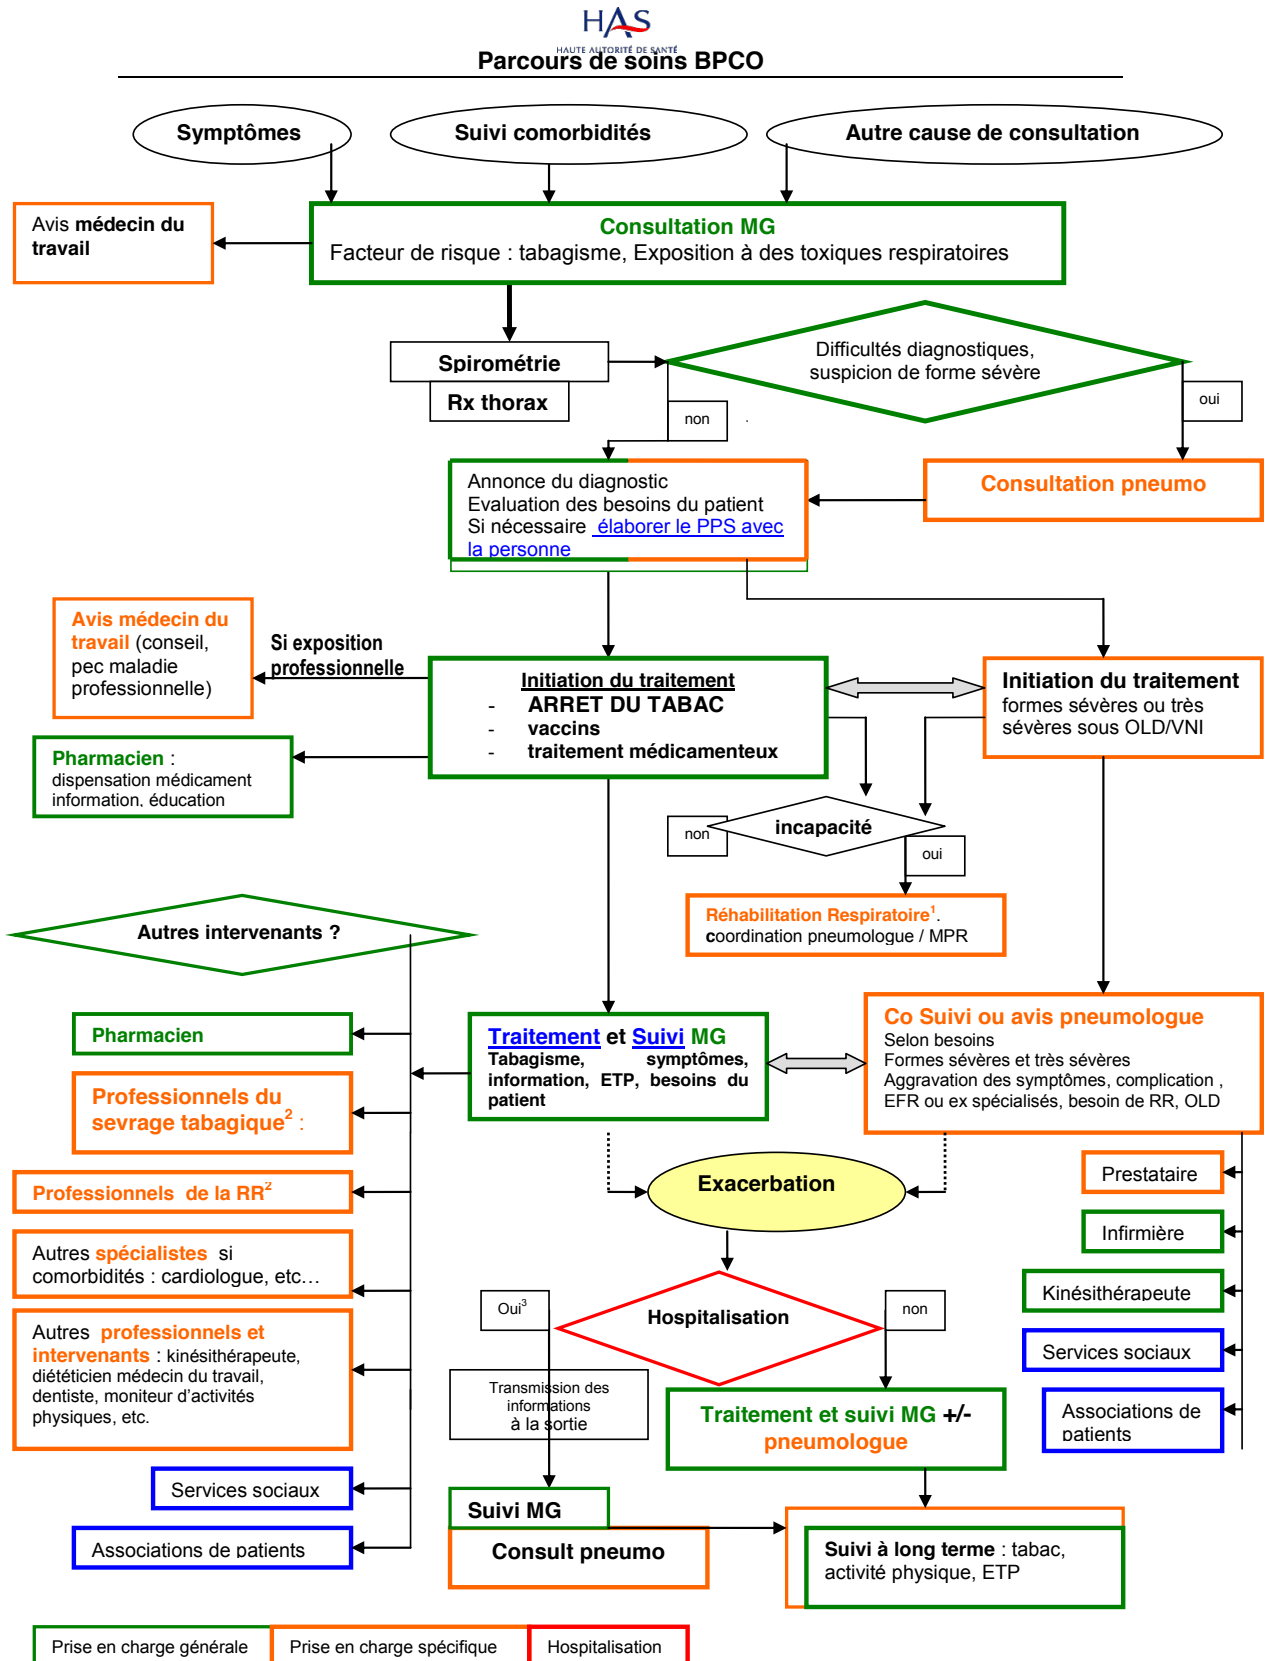 HAS
HAUTE AUTORITÉ DE SANTÉ
Parcours de soins BPCO
Symptômes
Suivi comorbidités
Autre cause de consultation
Avis médecin du
travail
Consultation MG
Facteur de risque : tabagisme, Exposition à des toxiques respiratoires
Spirométrie
Rx thorax
Difficultés diagnostiques,
suspicion de forme sévère
non
.
oui
Annonce du diagnostic
Evaluation des besoins du patient
Si nécessaire élaborer le PPS avec
la personne
Consultation pneumo
Avis médecin du
travail (conseil,
pec maladie
professionnelle)
Si exposition
professionnelle
Initiation du traitement
- ARRET DU TABAC
- vaccins
- traitement médicamenteux
Initiation du traitement
formes sévères ou très
sévères sous OLD/VNI
Pharmacien :
dispensation médicament
information, éducation
non
incapacité
oui
Réhabilitation Respiratoire1.
coordination pneumologue / MPR
Autres intervenants ?
Pharmacien
Professionnels du
sevrage tabagique2 :
Professionnels de la RR2
Autres spécialistes si
comorbidités : cardiologue, etc…
Autres professionnels et
intervenants : kinésithérapeute,
diététicien médecin du travail,
dentiste, moniteur d'activités
physiques, etc.
Services sociaux
Associations de patients
Traitement et Suivi MG
Tabagisme, symptômes,
information, ETP, besoins du
patient
Co Suivi ou avis pneumologue
Selon besoins
Formes sévères et très sévères
Aggravation des symptômes, complication ,
EFR ou ex spécialisés, besoin de RR, OLD
Exacerbation
Prestataire
Infirmière
Kinésithérapeute
Services sociaux
Associations de
patients
Oui3
Hospitalisation
non
Transmission des
informations
à la sortie
Traitement et suivi MG +/-
pneumologue
Suivi MG
Consult pneumo
Suivi à long terme : tabac,
activité physique, ETP
Prise en charge générale
Prise en charge spécifique
Hospitalisation